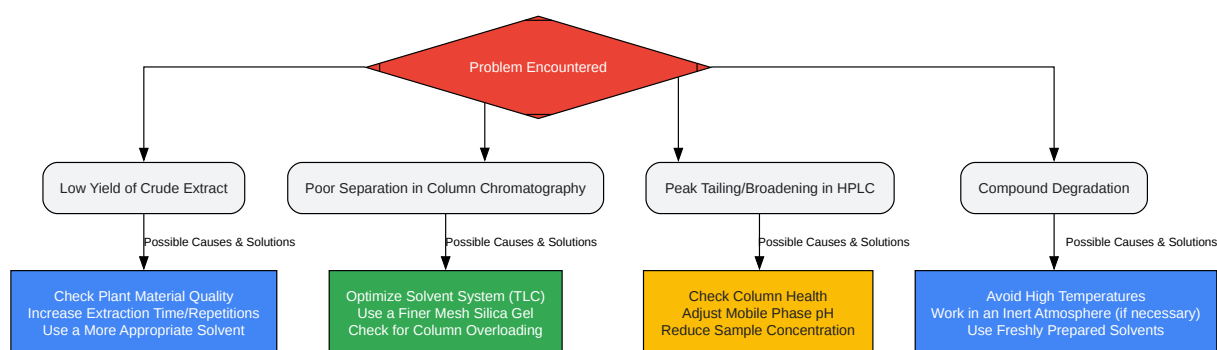 Problem Encountered
Low Yield of Crude Extract
Poor Separation in Column Chromatography
Peak Tailing/Broadening in HPLC
Compound Degradation
Possible Causes & Solutions
Possible Causes & Solutions
Possible Causes & Solutions
Possible Causes & Solutions
Check Plant Material Quality
Increase Extraction Time/Repetitions
Use a More Appropriate Solvent
Optimize Solvent System (TLC)
Use a Finer Mesh Silica Gel
Check for Column Overloading
Check Column Health
Adjust Mobile Phase pH
Reduce Sample Concentration
Avoid High Temperatures
Work in an Inert Atmosphere (if necessary)
Use Freshly Prepared Solvents